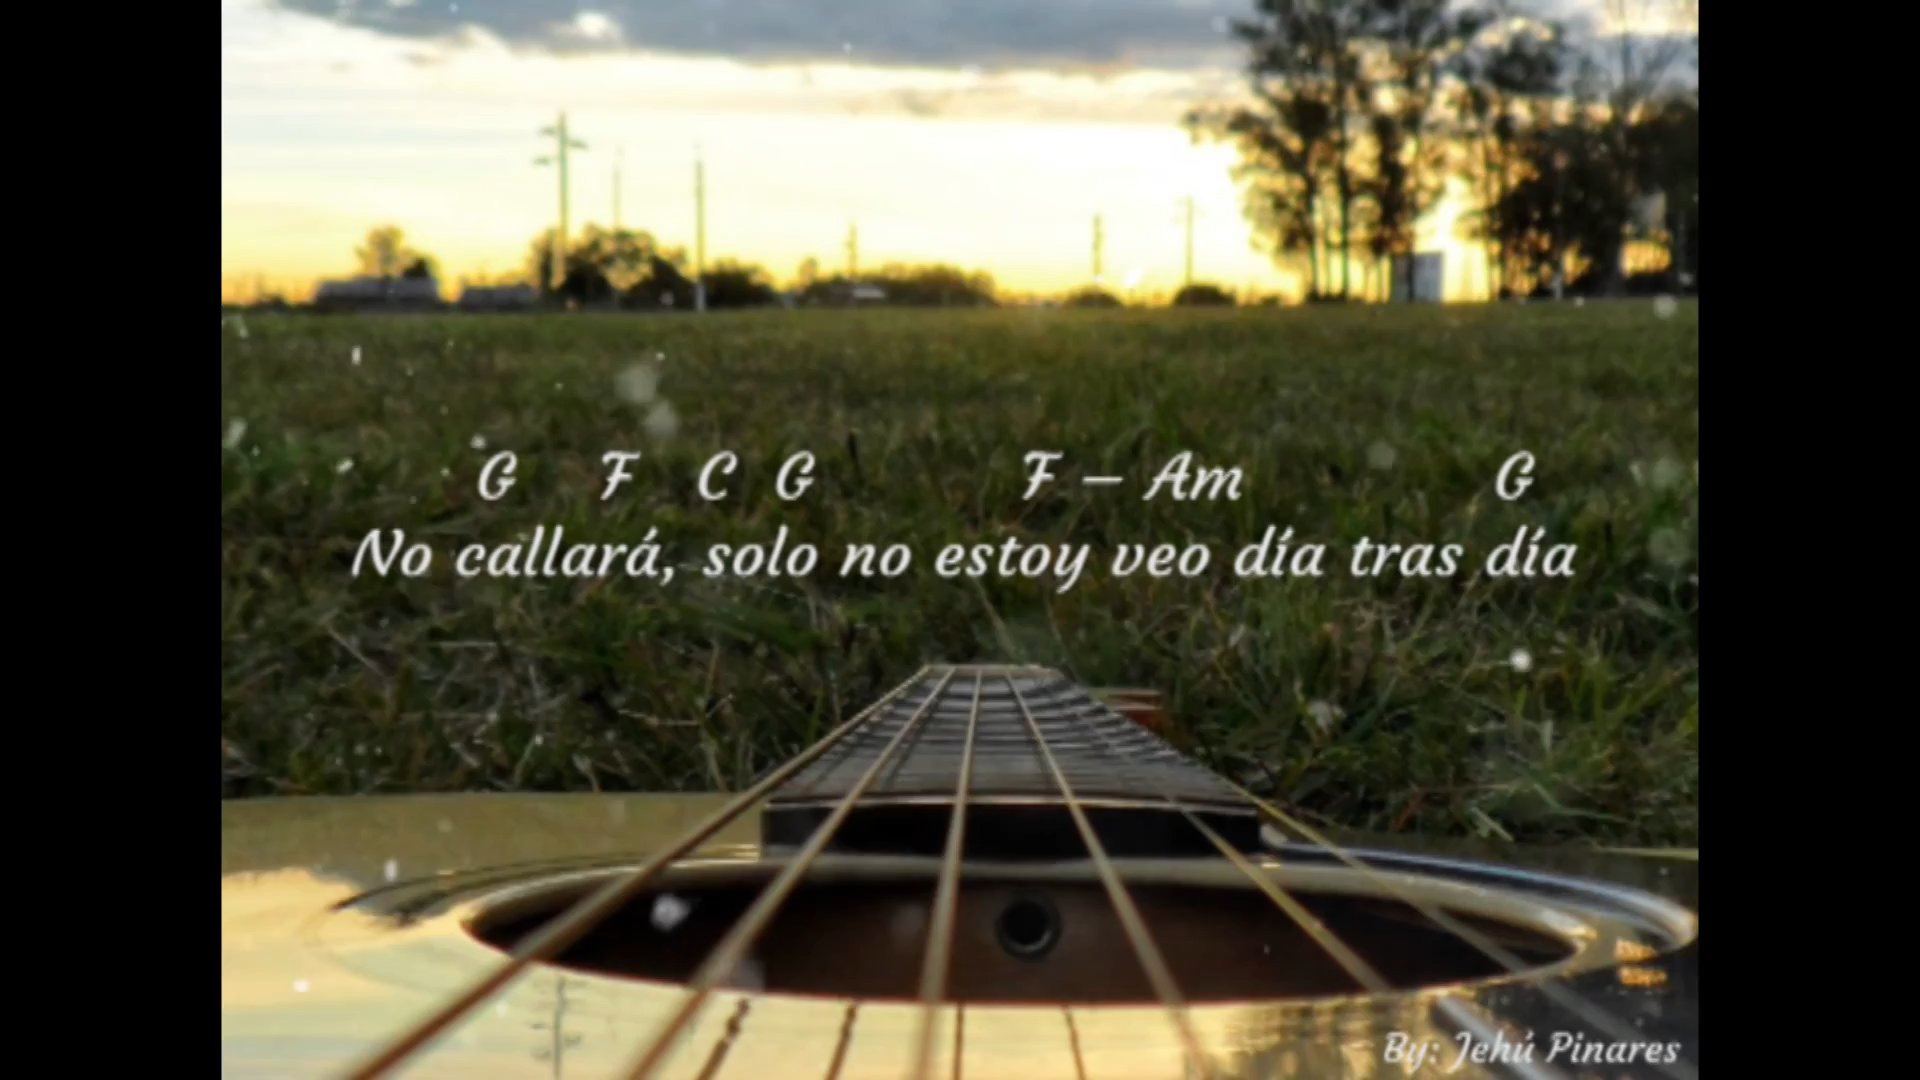 G F C G F – Am G
No callará, solo no estoy veo día tras día
By: Jehú Pinares